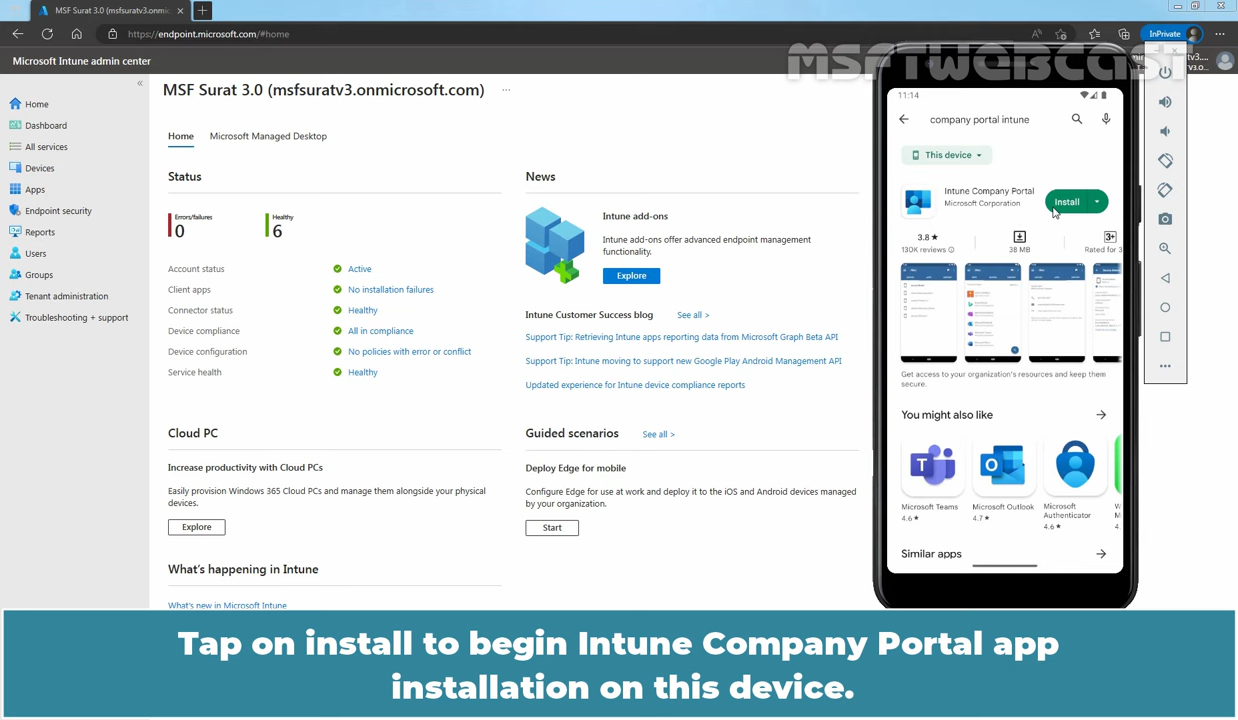 MSF Surat 3.0 (msfsuratv3.onmic
https://endpoint.microsoft.com/#home
InPrivate
Microsoft Intune admin center
MSFTWEBCAST
Home
Dashboard
All services
Devices
Apps
Endpoint security
Reports
Users
Groups
Tenant administration
Troubleshooting + support
MSF Surat 3.0 (msfsuratv3.onmicrosoft.com)
Home
Microsoft Managed Desktop
Status
Errors/failures
0
Healthy
6
Account status
Active
Client apps
No installation failures
Connector status
Healthy
Device compliance
All in compliance
Device configuration
No policies with error or conflict
Service health
Healthy
News
Intune add-ons
Intune add-ons offer advanced endpoint management
functionality.
Explore
Intune Customer Success blog
See all >
Support Tip: Retrieving Intune apps reporting data from Microsoft Graph Beta API
Support Tip: Intune moving to support new Google Play Android Management API
Updated experience for Intune device compliance reports
Cloud PC
Increase productivity with Cloud PCs
Easily provision Windows 365 Cloud PCs and manage them alongside your physical
devices.
Explore
Guided scenarios
See all >
Deploy Edge for mobile
Configure Edge for use at work and deploy it to the iOS and Android devices managed
by your organization.
Start
What's happening in Intune
What's new in Microsoft Intune
11:14
company portal intune
This device
Intune Company Portal
Microsoft Corporation
Install
3.8 ★
130K reviews
38 MB
3+
Rated for 3
Get access to your organization's resources and keep them
secure.
You might also like
Microsoft Teams
4.6 ★
Microsoft Outlook
4.7 ★
Microsoft
Authenticator
4.6 ★
Similar apps
Tap on install to begin Intune Company Portal app
installation on this device.